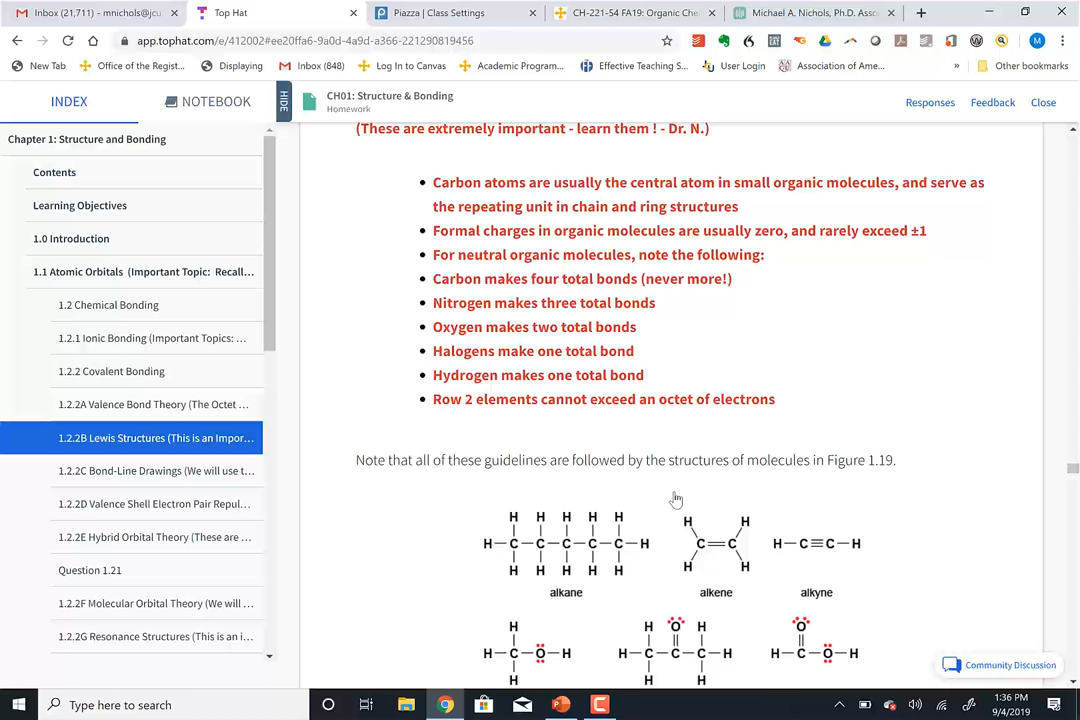 Inbox (21,711) - mnichols@jcu
Top Hat
Piazza | Class Settings
CH-221-54 FA19: Organic Che
Michael A. Nichols, Ph.D. Asso
app.tophat.com/e/412002#ee20ffa6-9a0d-4a9d-a366-221290819456
New Tab
Office of the Regist...
Displaying
Inbox (848)
Log In to Canvas
Academic Program...
Effective Teaching S...
User Login
Association of Ame...
»
Other bookmarks
INDEX
NOTEBOOK
HIDE
CH01: Structure & Bonding
Homework
Responses
Feedback
Close
Chapter 1: Structure and Bonding
Contents
Learning Objectives
1.0 Introduction
1.1 Atomic Orbitals (Important Topic: Recall...
1.2 Chemical Bonding
1.2.1 Ionic Bonding (Important Topics: ...
1.2.2 Covalent Bonding
1.2.2A Valence Bond Theory (The Octet ...
1.2.2B Lewis Structures (This is an Impor...
1.2.2C Bond-Line Drawings (We will use t...
1.2.2D Valence Shell Electron Pair Repul...
1.2.2E Hybrid Orbital Theory (These are ...
Question 1.21
1.2.2F Molecular Orbital Theory (We will ...
1.2.2G Resonance Structures (This is an i...
(These are extremely important - learn them ! - Dr. N.)
• Carbon atoms are usually the central atom in small organic molecules, and serve as
the repeating unit in chain and ring structures
• Formal charges in organic molecules are usually zero, and rarely exceed ±1
• For neutral organic molecules, note the following:
• Carbon makes four total bonds (never more!)
• Nitrogen makes three total bonds
• Oxygen makes two total bonds
• Halogens make one total bond
• Hydrogen makes one total bond
• Row 2 elements cannot exceed an octet of electrons
Note that all of these guidelines are followed by the structures of molecules in Figure 1.19.
H H H H H
H C C C C C H
H H H H H
alkane
H H
C C
H H
alkene
H C C H
alkyne
H
H C O H
H
H O H
H C C C H
H H
O
H C O H
Community Discussion
Type here to search
1:36 PM
9/4/2019